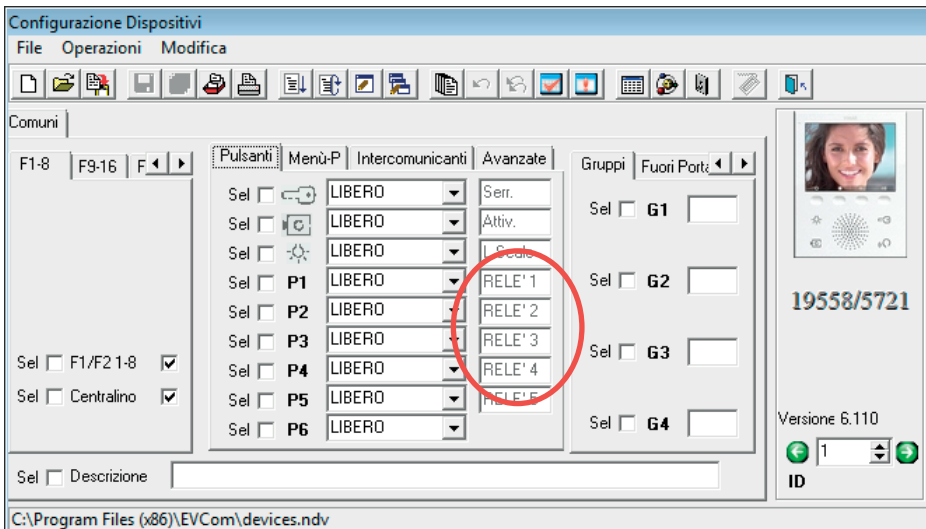 Configurazione Dispositivi
File Operazioni Modifica
Comuni
F1-8 F9-16 F
Pulsanti Menù-P Intercomunicanti Avanzate
Gruppi Fuori Porta
Sel LIBERO Serr.
Sel LIBERO Attiv.
Sel LIBERO L.Scale
Sel P1 LIBERO RELE' 1
Sel P2 LIBERO RELE' 2
Sel P3 LIBERO RELE' 3
Sel P4 LIBERO RELE' 4
Sel P5 LIBERO RELE' 5
Sel P6 LIBERO
Sel G1
Sel G2
Sel G3
Sel G4
Sel F1/F2 1-8
Sel Centralino
Sel Descrizione
19558/5721
Versione 6.110
1
ID
C:\Program Files (x86)\EVCom\devices.ndv